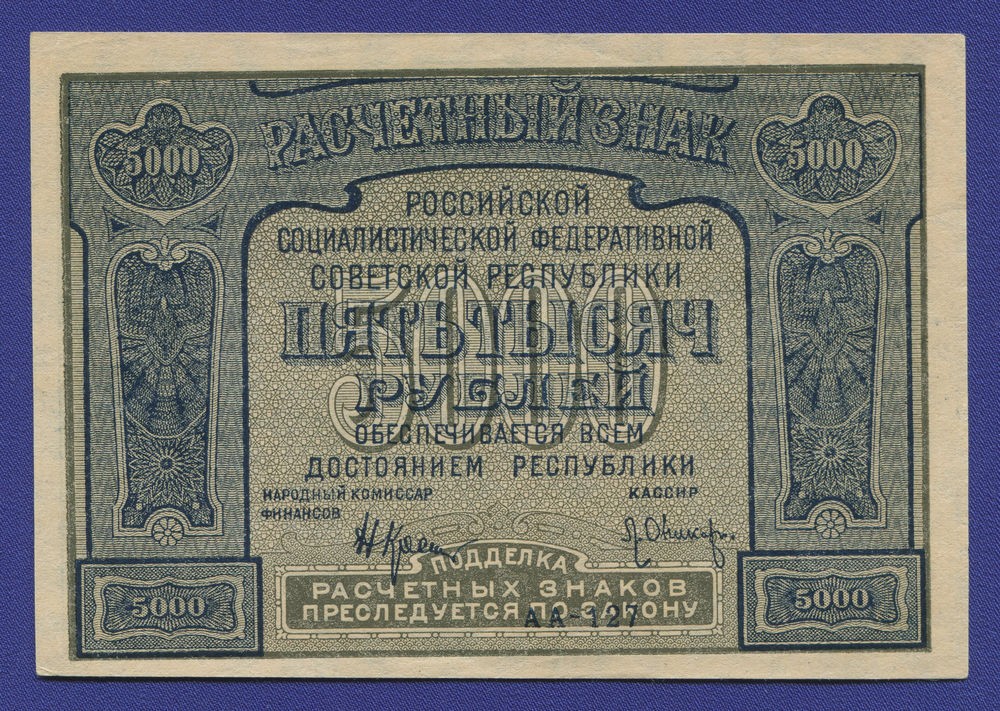 5000 РАСЧЕТНЫЙ ЗНАК 5000
РОССИЙСКОЙ
СОЦИАЛИСТИЧЕСКОЙ ФЕДЕРАТИВНОЙ
СОВЕТСКОЙ РЕСПУБЛИКИ
5000
ПЯТЬ ТЫСЯЧ
РУБЛЕЙ
ОБЕСПЕЧИВАЕТСЯ ВСЕМ
ДОСТОЯНИЕМ РЕСПУБЛИКИ
НАРОДНЫЙ КОМИССАР КАССИР
ФИНАНСОВ
ПОДДЕЛКА
5000 РАСЧЕТНЫХ ЗНАКОВ 5000
ПРЕСЛЕДУЕТСЯ ПО ЗАКОНУ
АА-127